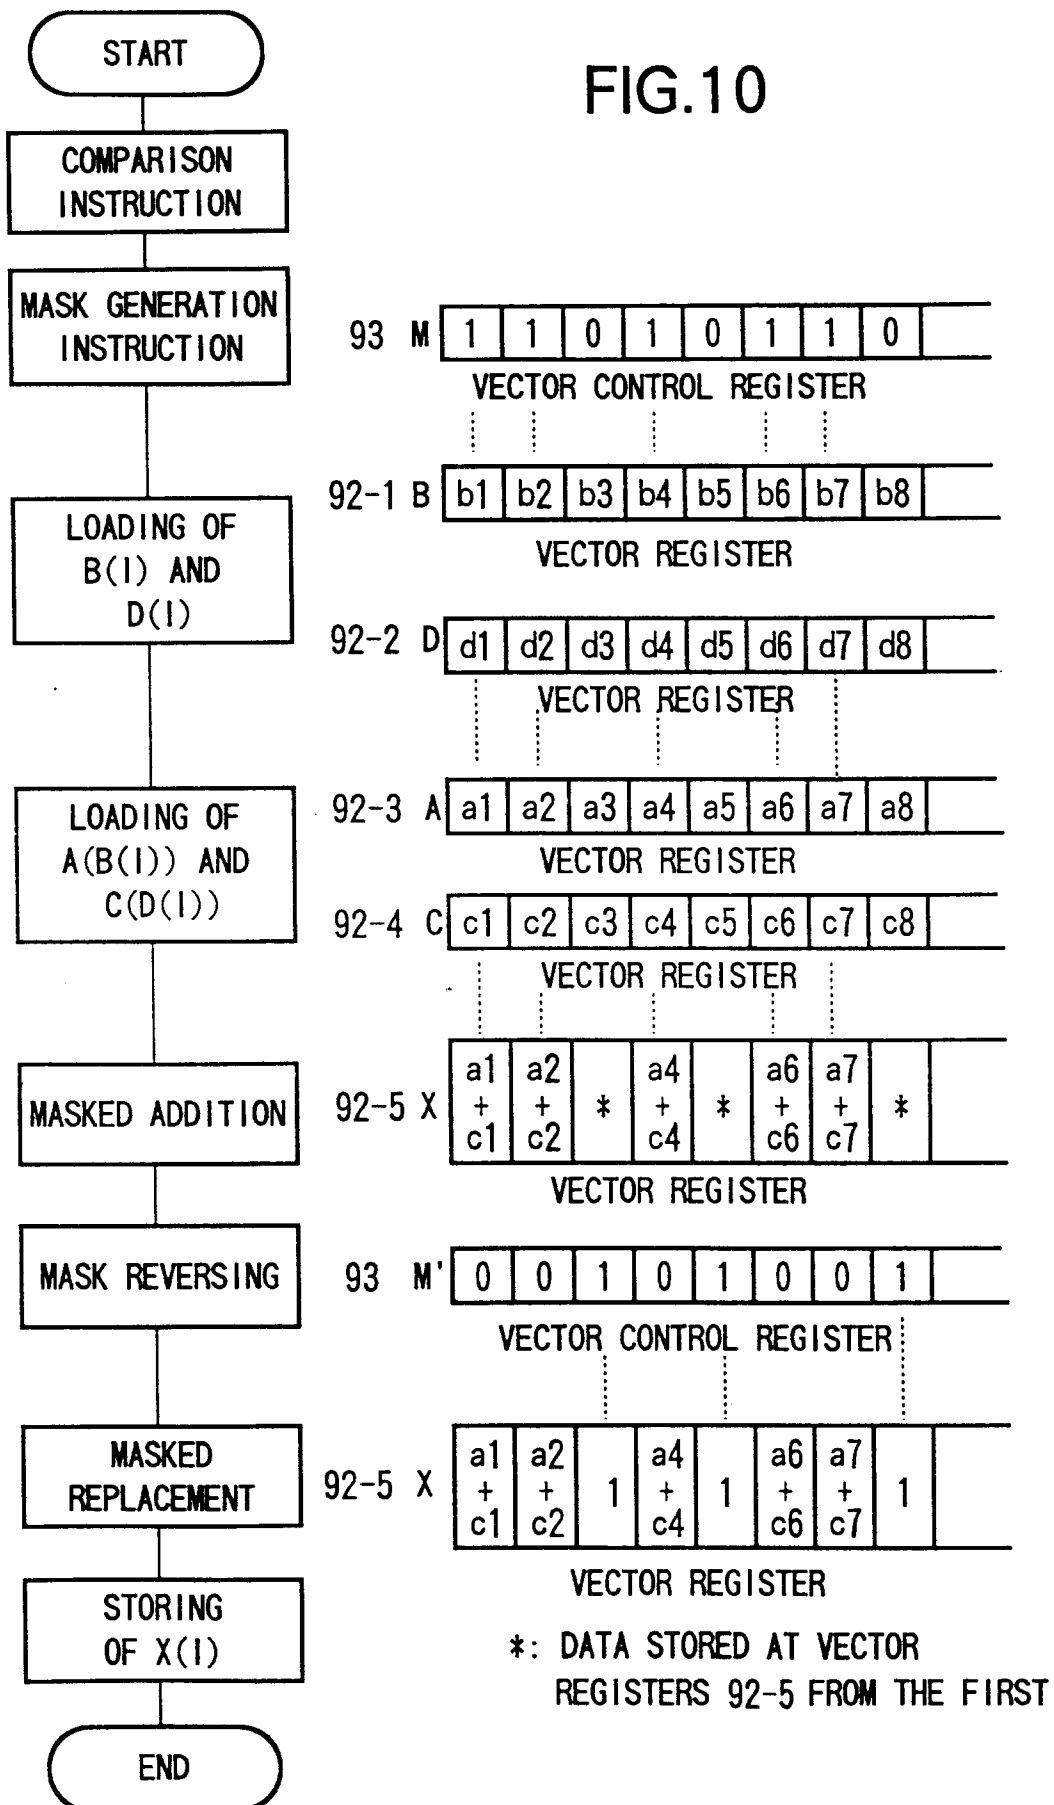 START
FIG.10
COMPARISON
INSTRUCTION
MASK GENERATION
INSTRUCTION
93 M 1 1 0 1 0 1 1 0
VECTOR CONTROL REGISTER
92-1 B b1 b2 b3 b4 b5 b6 b7 b8
VECTOR REGISTER
LOADING OF
B(I) AND
D(I)
92-2 D d1 d2 d3 d4 d5 d6 d7 d8
VECTOR REGISTER
LOADING OF
A(B(I)) AND
C(D(I))
92-3 A a1 a2 a3 a4 a5 a6 a7 a8
VECTOR REGISTER
92-4 C c1 c2 c3 c4 c5 c6 c7 c8
VECTOR REGISTER
MASKED ADDITION
a1 a2 a4 a6 a7
92-5 X + + * + * + + *
c1 c2 c4 c6 c7
VECTOR REGISTER
MASK REVERSING
93 M' 0 0 1 0 1 0 0 1
VECTOR CONTROL REGISTER
MASKED
REPLACEMENT
a1 a2 a4 a6 a7
92-5 X + + 1 + 1 + + 1
c1 c2 c4 c6 c7
VECTOR REGISTER
STORING
OF X(I)
*: DATA STORED AT VECTOR
REGISTERS 92-5 FROM THE FIRST
END